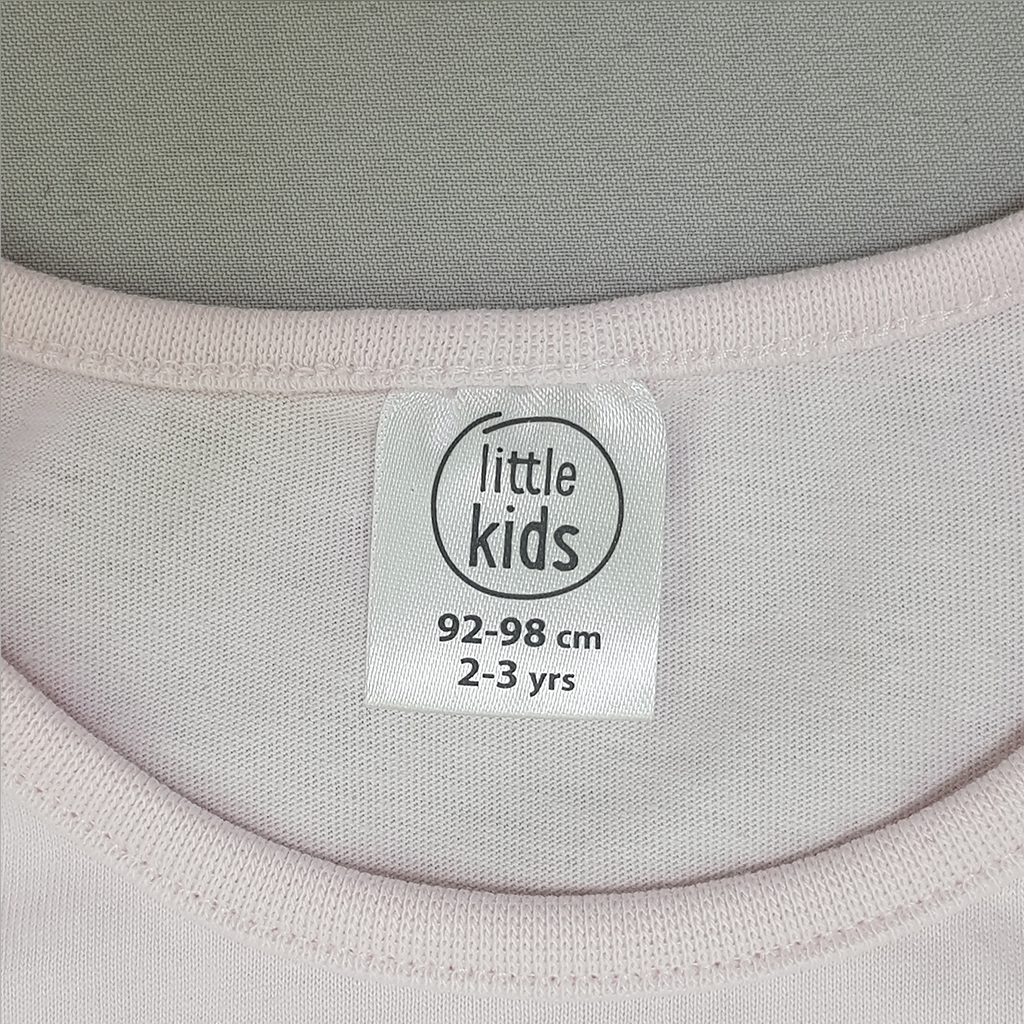 little
kids
92-98 cm
2-3 yrs